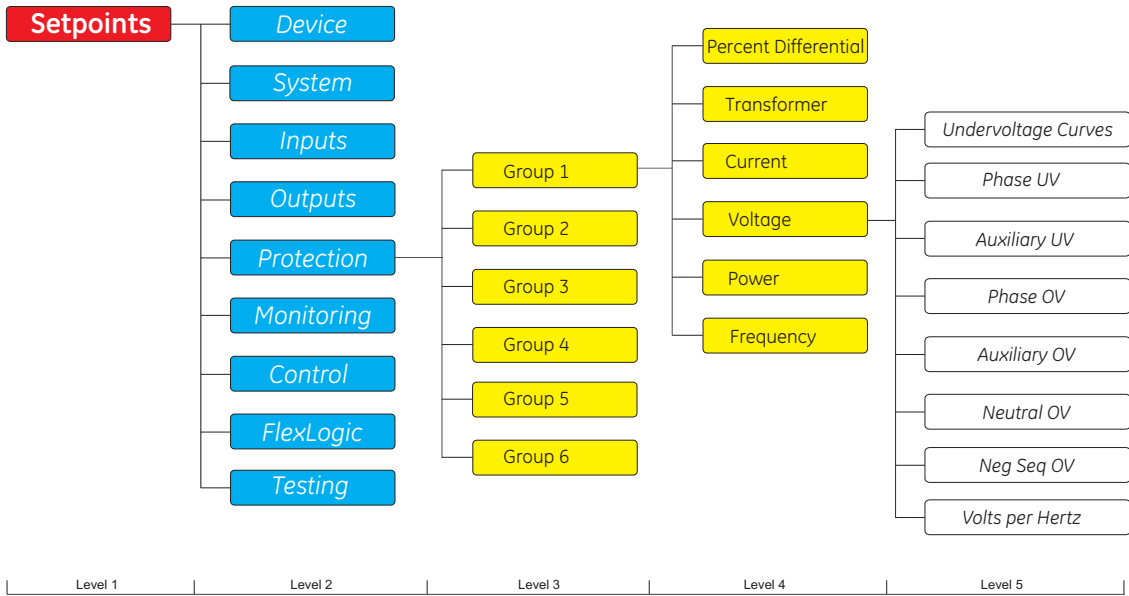 Setpoints
Device
System
Inputs
Outputs
Protection
Monitoring
Control
FlexLogic
Testing
Group 1
Group 2
Group 3
Group 4
Group 5
Group 6
Percent Differential
Transformer
Current
Voltage
Power
Frequency
Undervoltage Curves
Phase UV
Auxiliary UV
Phase OV
Auxiliary OV
Neutral OV
Neg Seq OV
Volts per Hertz
Level 1
Level 2
Level 3
Level 4
Level 5